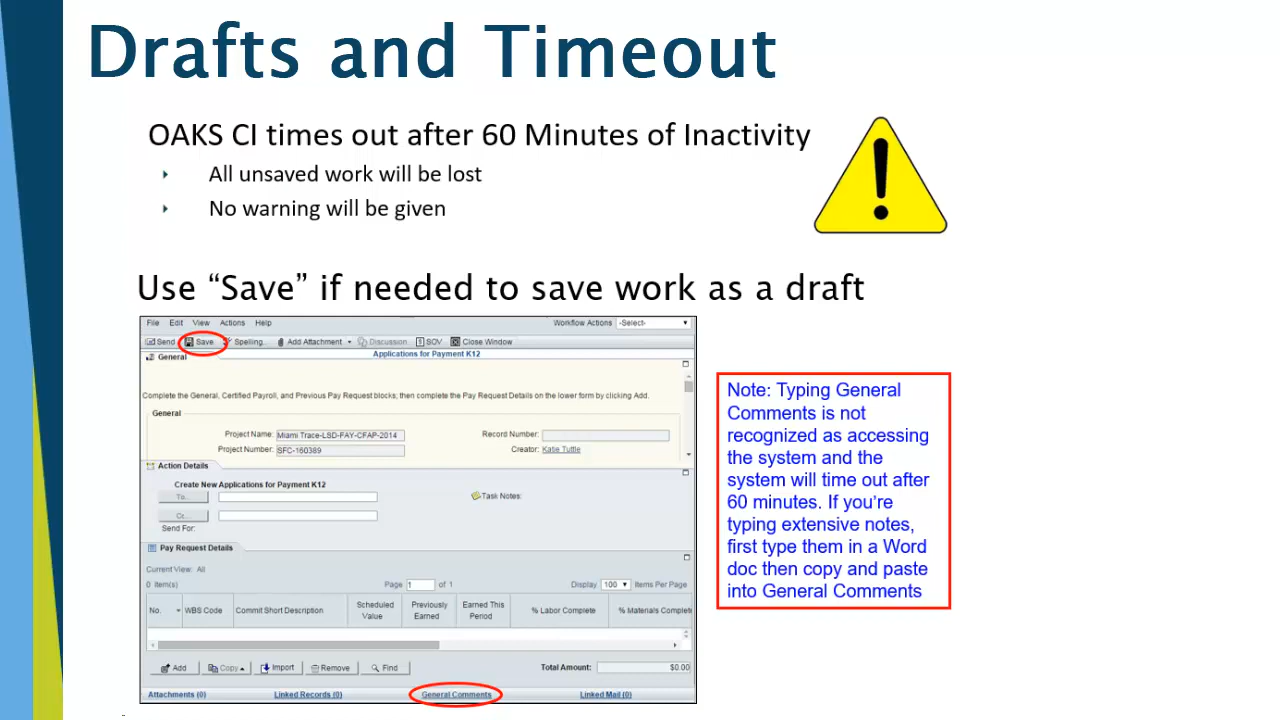 Drafts and Timeout
OAKS CI times out after 60 Minutes of Inactivity
All unsaved work will be lost
No warning will be given
Use “Save” if needed to save work as a draft
File Edit View Actions Help Workflow Actions -Select-
Send Save Spelling... Add Attachment Discussion SOV Close Window
Applications for Payment K12
General
Complete the General, Certified Payroll, and Previous Pay Request blocks; then complete the Pay Request Details on the lower form by clicking Add.
General
Project Name: Miami Trace-LSD-FAY-CFAP-2014 Record Number:
Project Number: SFC-160389 Creator: Katie Tuttle
Action Details
Create New Applications for Payment K12
To... Task Notes:
Cc...
Send For:
Pay Request Details
Current View: All
0 Item(s) Page 1 of 1 Display 100 Items Per Page
No. WBS Code Commit Short Description Scheduled Value Previously Earned Earned This Period % Labor Complete % Materials Complete
Add Copy Import Remove Find Total Amount: $0.00
Attachments (0) Linked Records (0) General Comments Linked Mail (0)
Note: Typing General
Comments is not
recognized as accessing
the system and the
system will time out after
60 minutes. If you’re
typing extensive notes,
first type them in a Word
doc then copy and paste
into General Comments